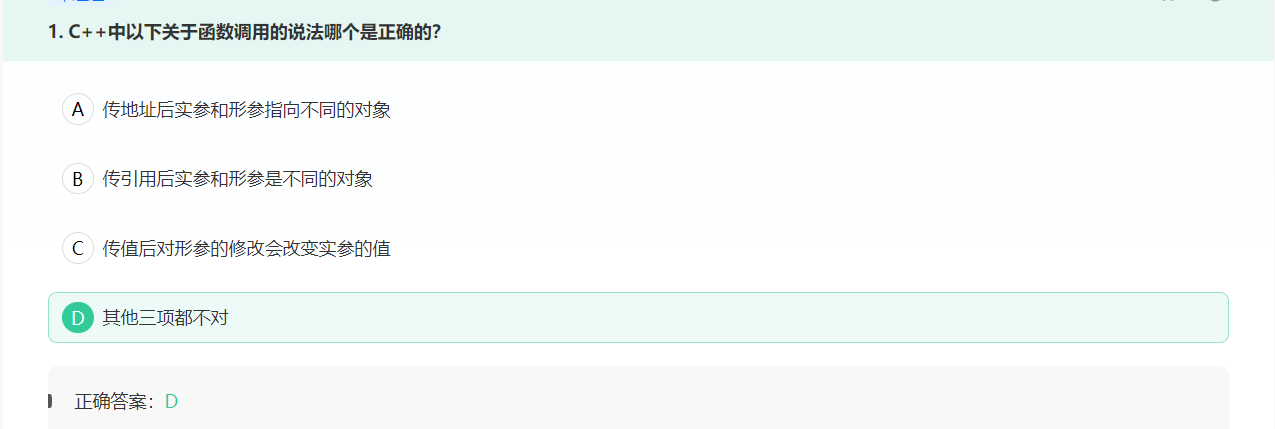 1. C++中以下关于函数调用的说法哪个是正确的?
A 传地址后实参和形参指向不同的对象
B 传引用后实参和形参是不同的对象
C 传值后对形参的修改会改变实参的值
D 其他三项都不对
正确答案：D